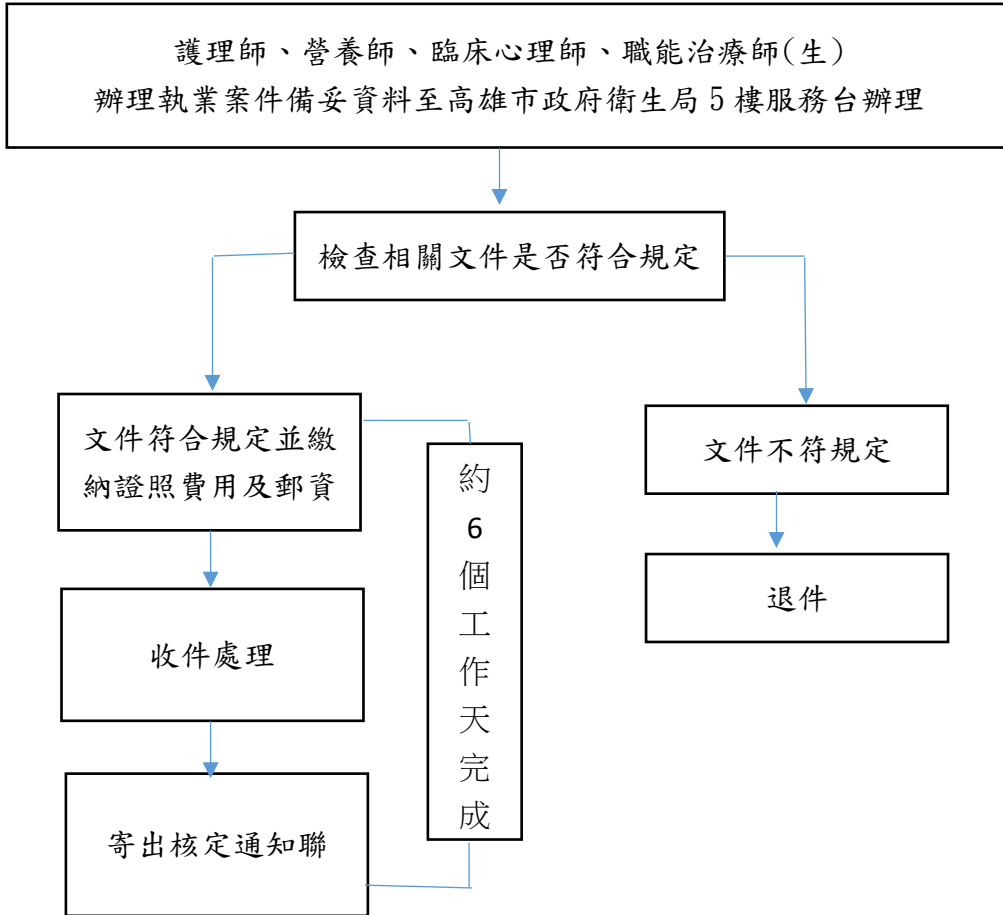 護理師、營養師、臨床心理師、職能治療師(生)
辦理執業案件備妥資料至高雄市政府衛生局 5 樓服務台辦理
檢查相關文件是否符合規定
文件符合規定並繳
納證照費用及郵資
收件處理
寄出核定通知聯
約
6
個
工
作
天
完
成
文件不符規定
退件